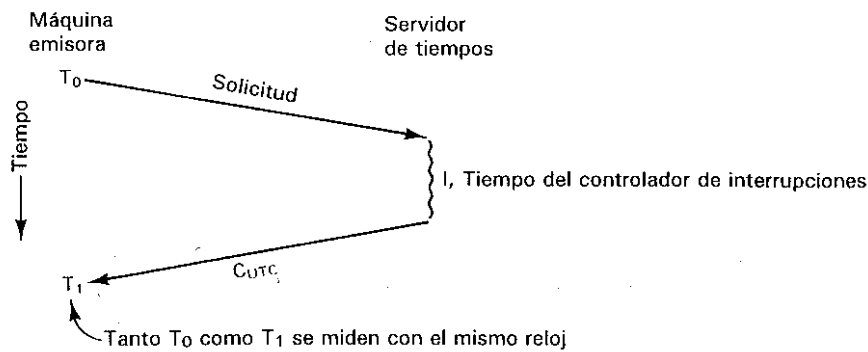 Máquina
emisora
Servidor
de tiempos
T0
Solicitud
Tiempo
I, Tiempo del controlador de interrupciones
CUTC
T1
Tanto T0 como T1 se miden con el mismo reloj